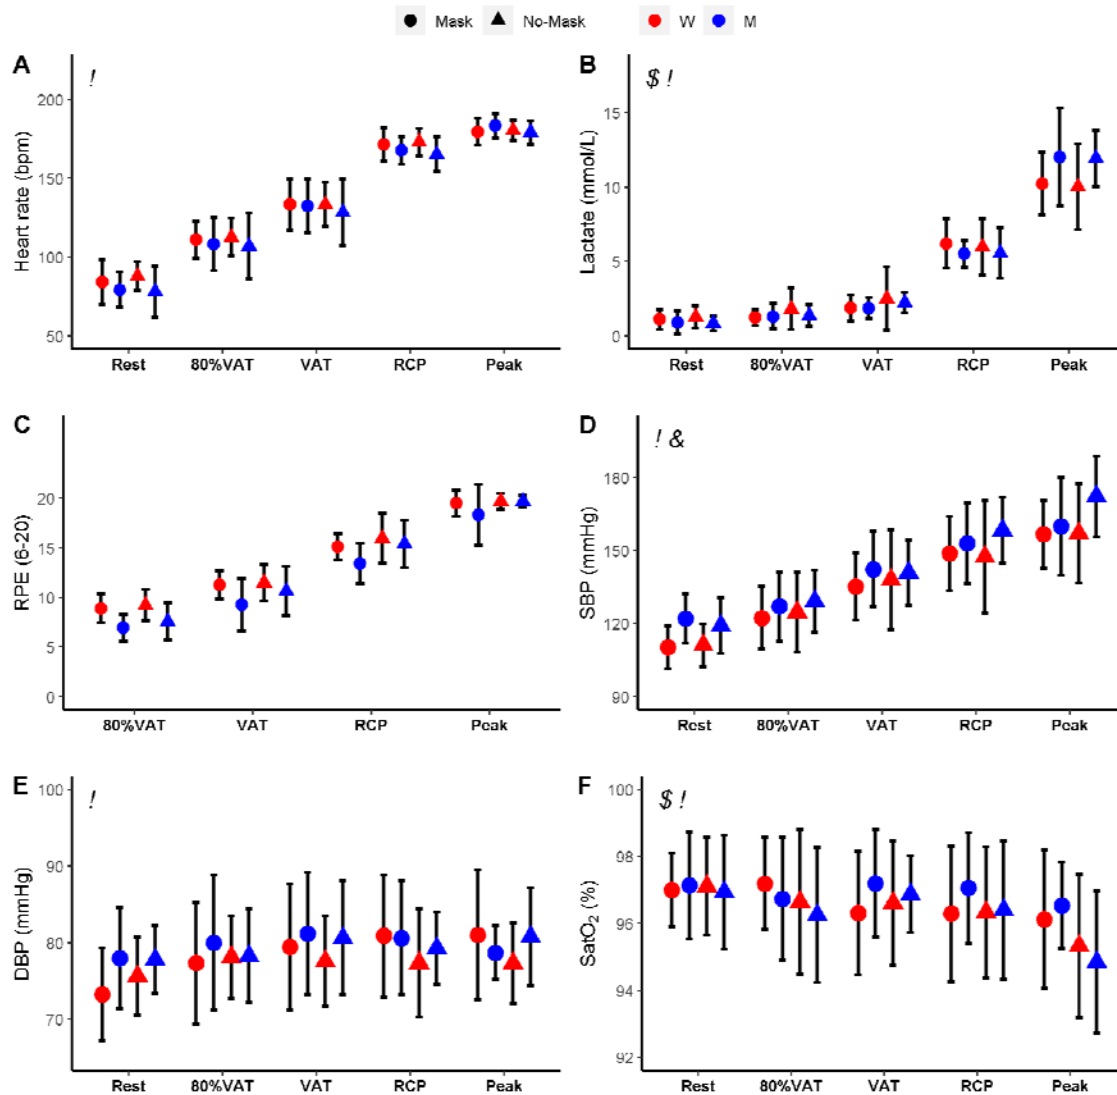 Mask No-Mask W M
A
!
Heart rate (bpm)
200
150
100
50
Rest 80%VAT VAT RCP Peak
B
$ !
Lactate (mmol/L)
15
10
5
0
Rest 80%VAT VAT RCP Peak
C
RPE (6-20)
20
15
10
5
0
80%VAT VAT RCP Peak
D
! &
SBP (mmHg)
180
150
120
90
Rest 80%VAT VAT RCP Peak
E
!
DBP (mmHg)
100
90
80
70
Rest 80%VAT VAT RCP Peak
F
$ !
SatO₂ (%)
100
98
96
94
92
Rest 80%VAT VAT RCP Peak